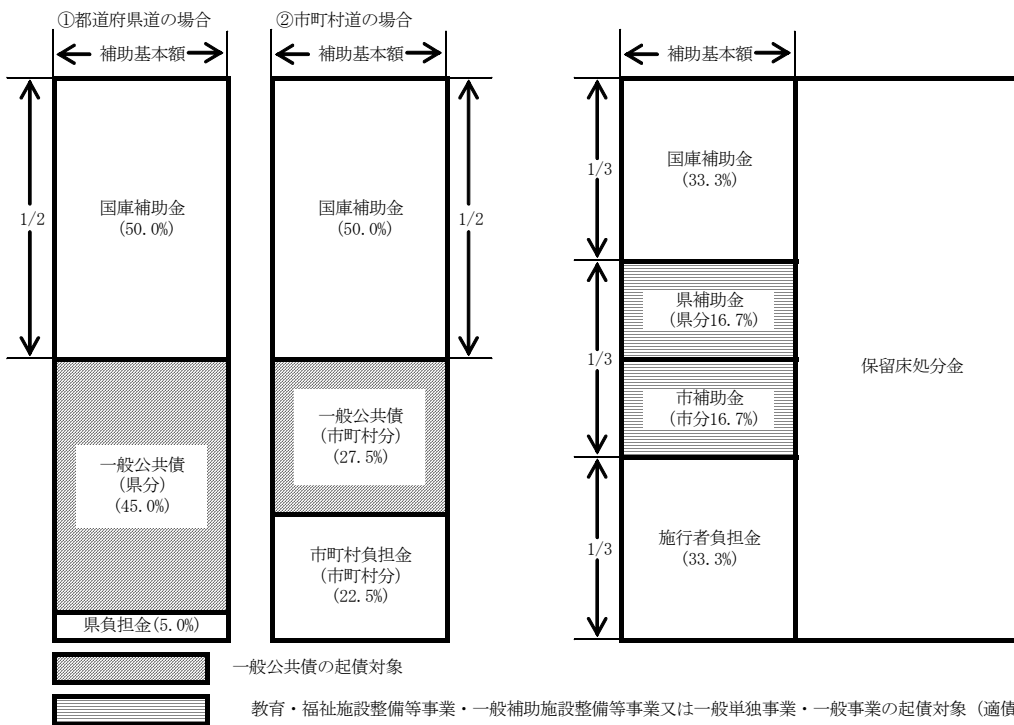 ①都道府県道の場合
補助基本額
1/2
国庫補助金
(50.0%)
一般公共債
(県分)
(45.0%)
県負担金(5.0%)
②市町村道の場合
補助基本額
国庫補助金
(50.0%)
1/2
一般公共債
(市町村分)
(27.5%)
市町村負担金
(市町村分)
(22.5%)
補助基本額
1/3
国庫補助金
(33.3%)
1/3
県補助金
(県分16.7%)
市補助金
(市分16.7%)
1/3
施行者負担金
(33.3%)
保留床処分金
一般公共債の起債対象
教育・福祉施設整備等事業・一般補助施設整備等事業又は一般単独事業・一般事業の起債対象（適債